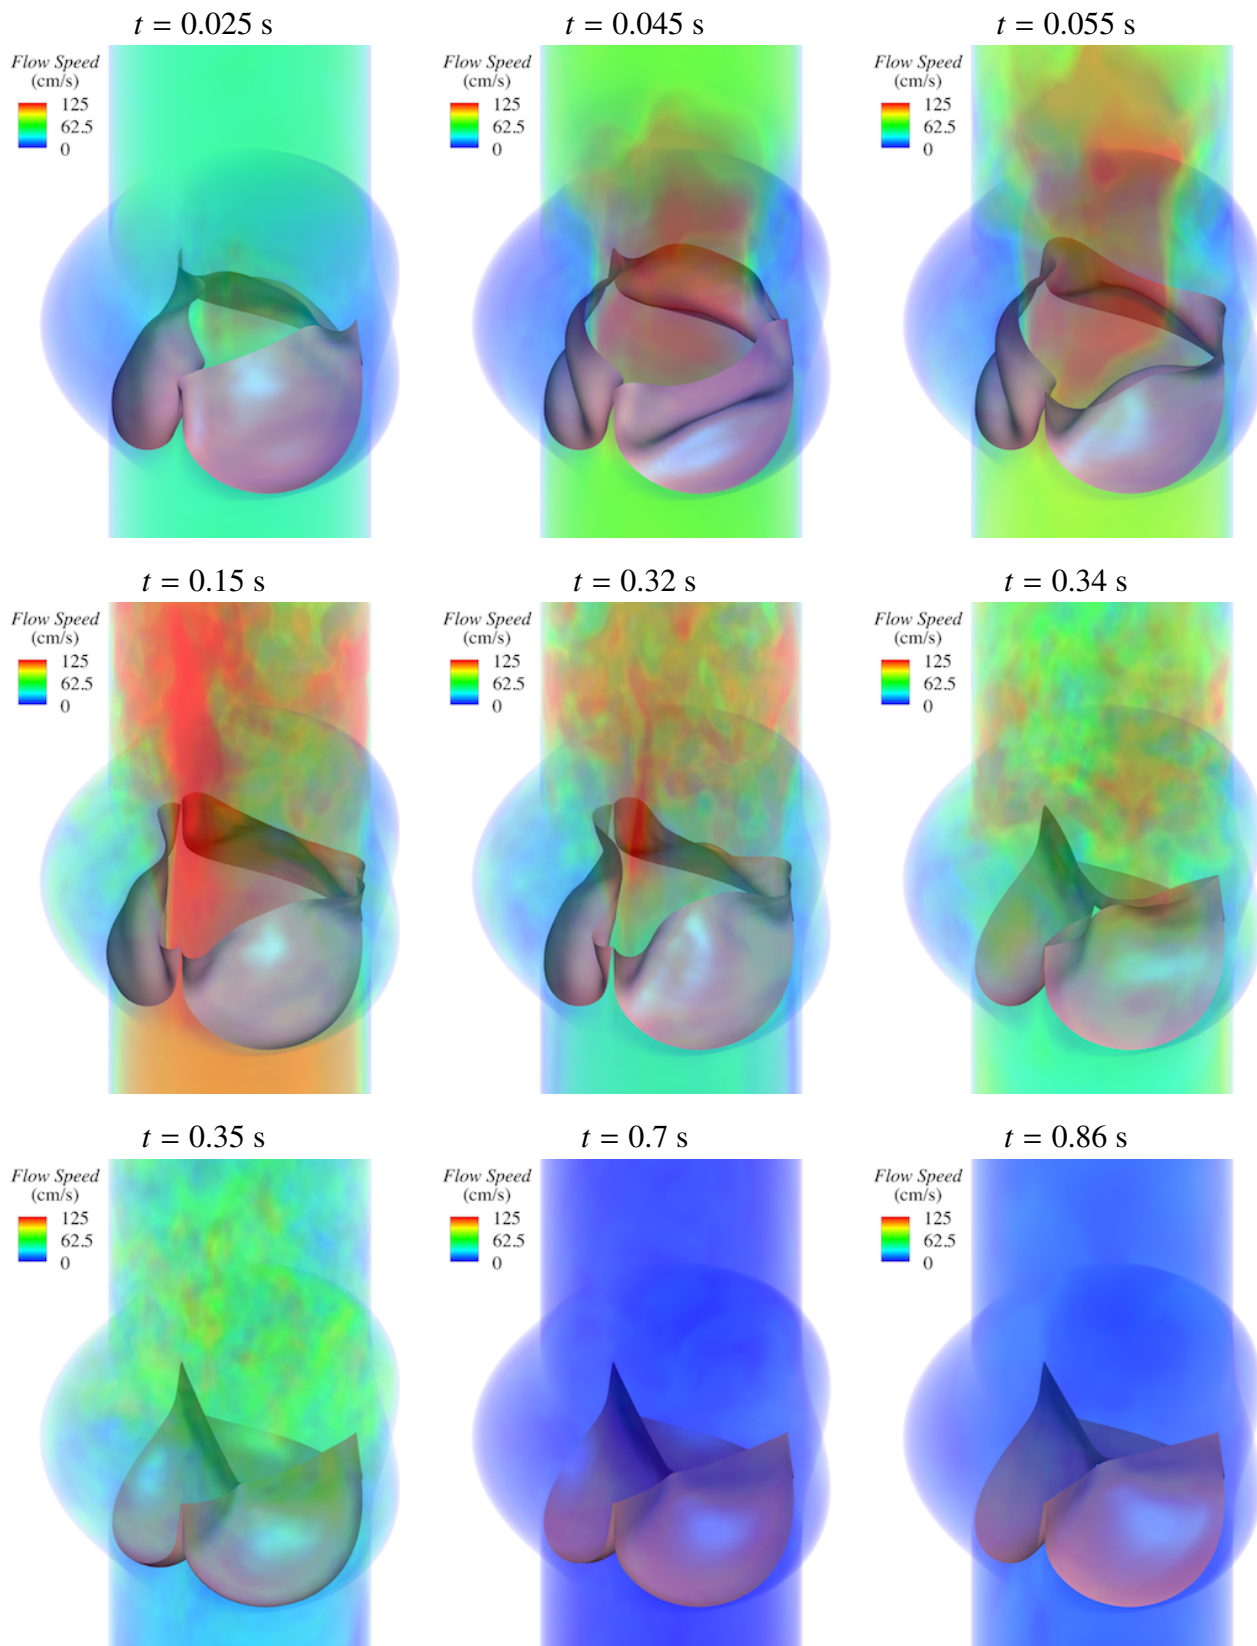 t = 0.025 s
Flow Speed
(cm/s)
125
62.5
0
t = 0.045 s
Flow Speed
(cm/s)
125
62.5
0
t = 0.055 s
Flow Speed
(cm/s)
125
62.5
0
t = 0.15 s
Flow Speed
(cm/s)
125
62.5
0
t = 0.32 s
Flow Speed
(cm/s)
125
62.5
0
t = 0.34 s
Flow Speed
(cm/s)
125
62.5
0
t = 0.35 s
Flow Speed
(cm/s)
125
62.5
0
t = 0.7 s
Flow Speed
(cm/s)
125
62.5
0
t = 0.86 s
Flow Speed
(cm/s)
125
62.5
0